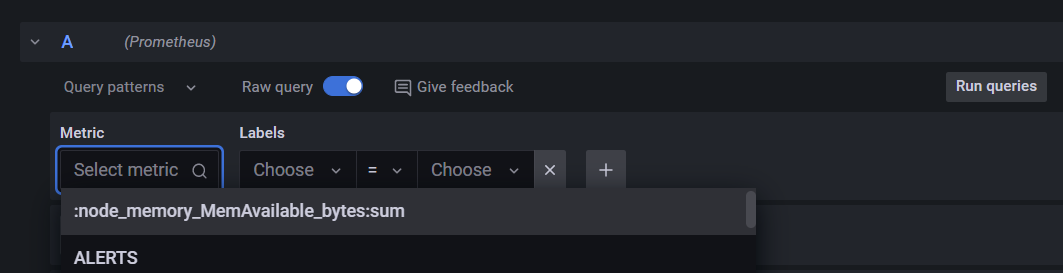 A (Prometheus)
Query patterns Raw query Give feedback Run queries
Metric Labels
Select metric Choose = Choose
:node_memory_MemAvailable_bytes:sum
ALERTS